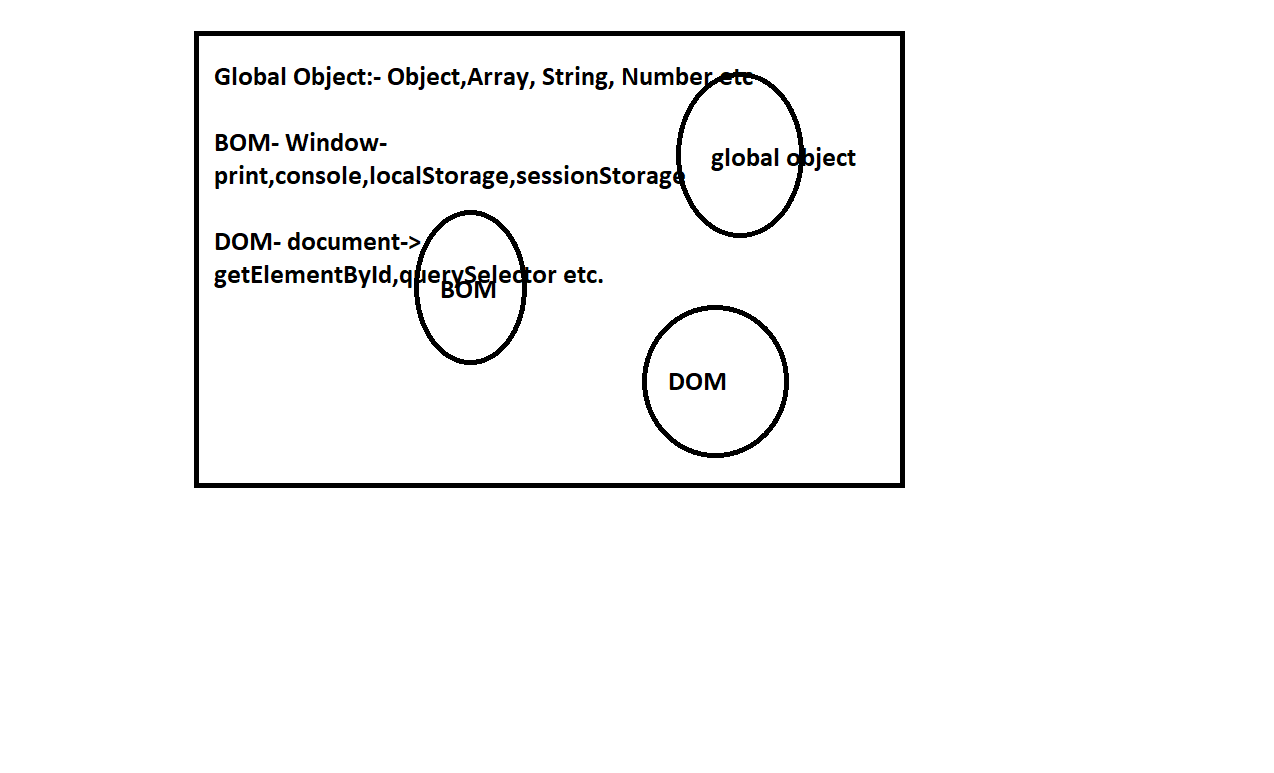 Global Object:- Object,Array, String, Number etc
global object
BOM- Window-
print,console,localStorage,sessionStorage
DOM- document->
getElementById,querySelector etc.
BOM
DOM